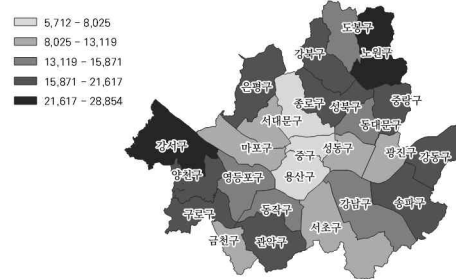 5,712 - 8,025
8,025 - 13,119
13,119 - 15,871
15,871 - 21,617
21,617 - 28,854
도봉구
강북구
노원구
은평구
종로구
성북구
중랑구
서대문구
동대문구
강서구
마포구
중구
성동구
광진구
강동구
양천구
영등포구
용산구
구로구
동작구
강남구
송파구
금천구
관악구
서초구